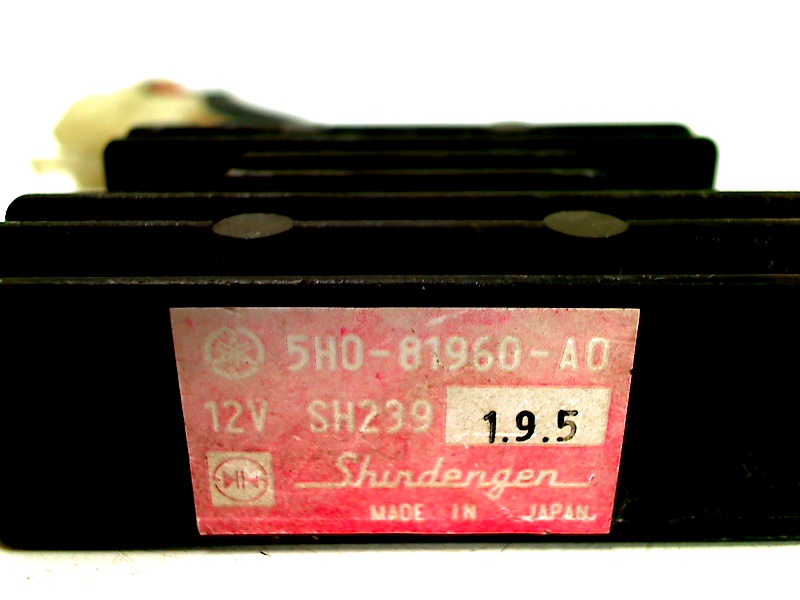 5H0-81960-A0
12V SH239 1.9.5
Shindengen
MADE IN JAPAN